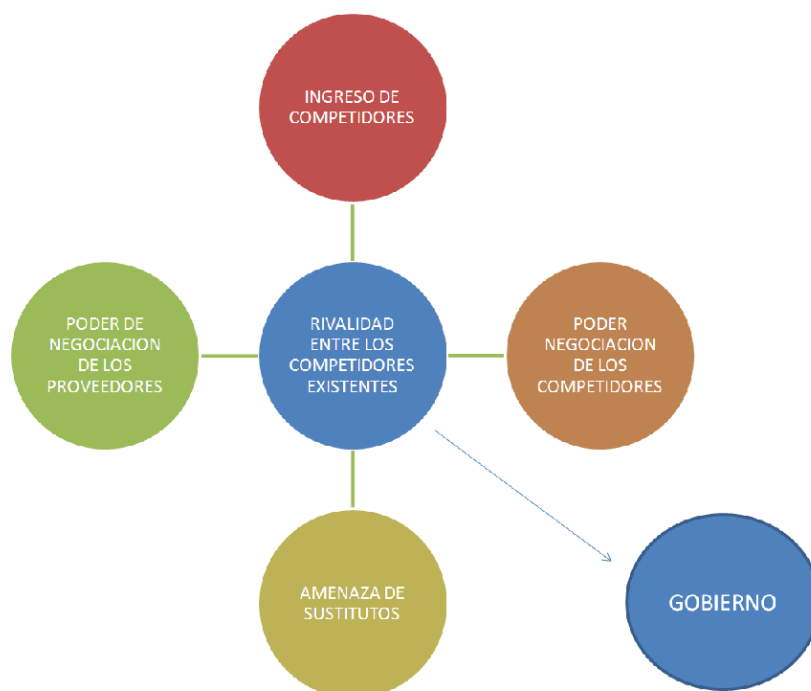 INGRESO DE
COMPETIDORES
PODER DE
NEGOCIACION
DE LOS
PROVEEDORES
RIVALIDAD
ENTRE LOS
COMPETIDORES
EXISTENTES
PODER
NEGOCIACION
DE LOS
COMPETIDORES
AMENAZA DE
SUSTITUTOS
GOBIERNO